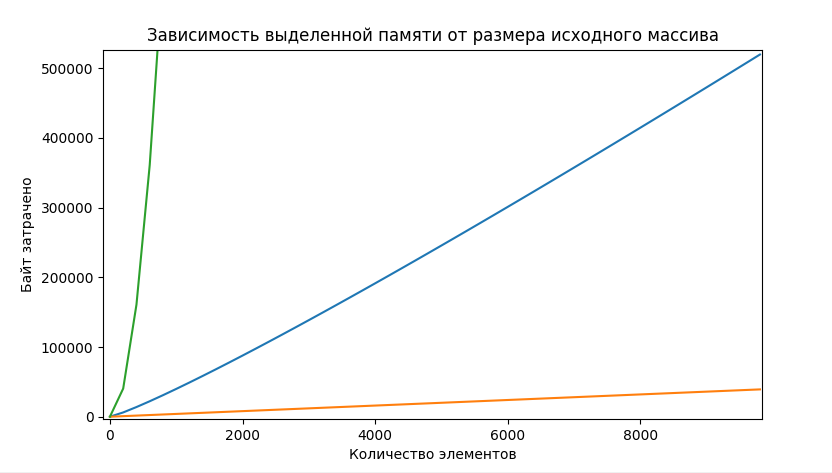 Зависимость выделенной памяти от размера исходного массива
500000
400000
300000
200000
100000
0
Байт затрачено
0 2000 4000 6000 8000
Количество элементов